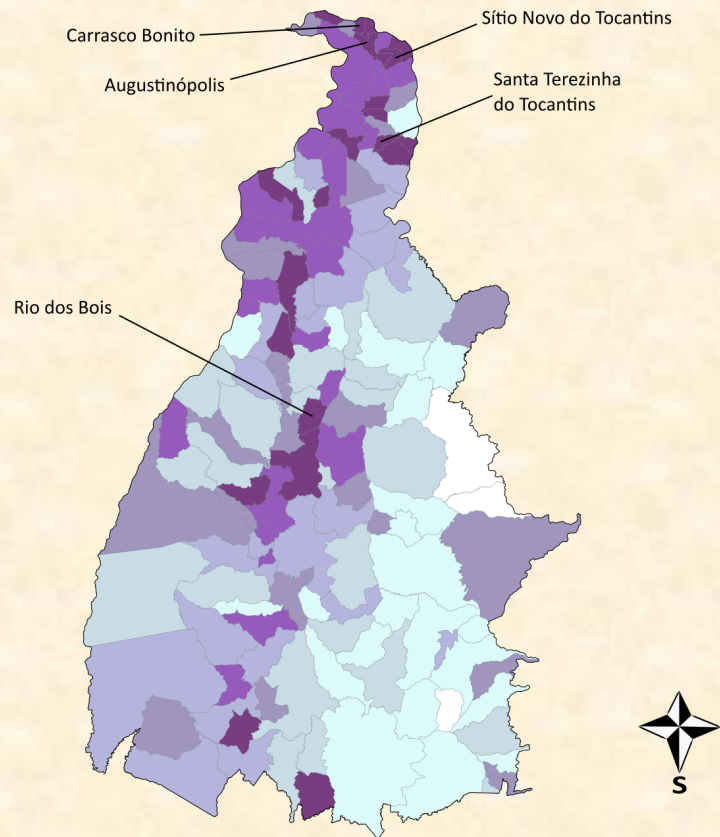 Sítio Novo do Tocantins
Carrasco Bonito
Augustinópolis
Santa Terezinha
do Tocantins
Rio dos Bois
S